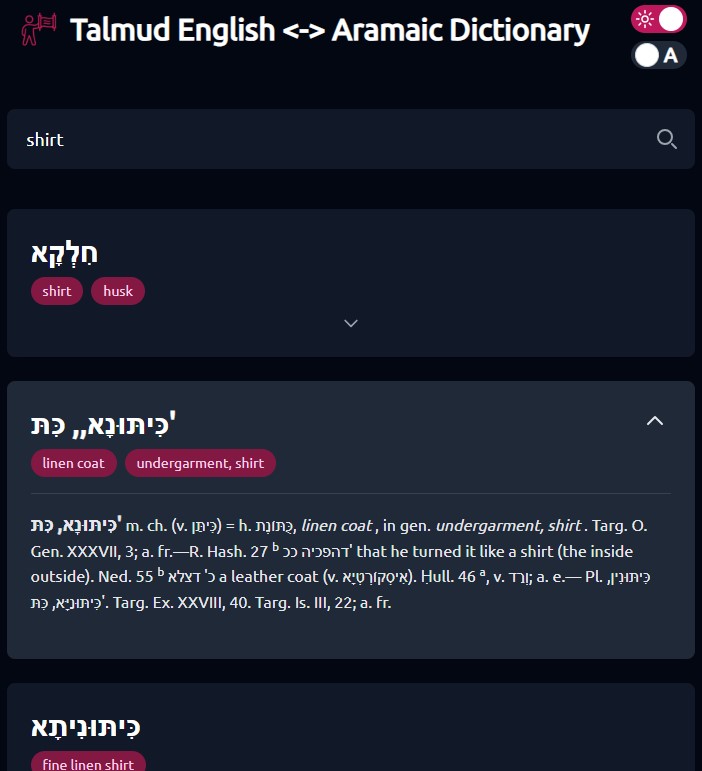 Talmud English <-> Aramaic Dictionary
A
shirt
חִלְקָא
shirt husk
כִּיתּוּנָא,, כִּתּ'
linen coat undergarment, shirt
כִּיתּוּנָא, כִּתּ' m. ch. (v. כִּיתָּן) = h. כְּתוֹנֶת, linen coat , in gen. undergarment, shirt . Targ. O.
Gen. XXXVII, 3; a. fr.—R. Hash. 27 b דהפכיה ככ' that he turned it like a shirt (the inside
outside). Ned. 55 b כ' דצלא a leather coat (v. אִיסְקוֹרְטְיָא). Ḥull. 46 a, v. וְרַד; a. e.— Pl. כִּיתּוּנִין,
כִּיתּוּנַיָּא, כִּתּ'. Targ. Ex. XXVIII, 40. Targ. Is. III, 22; a. fr.
כִּיתּוּנִיתָא
fine linen shirt